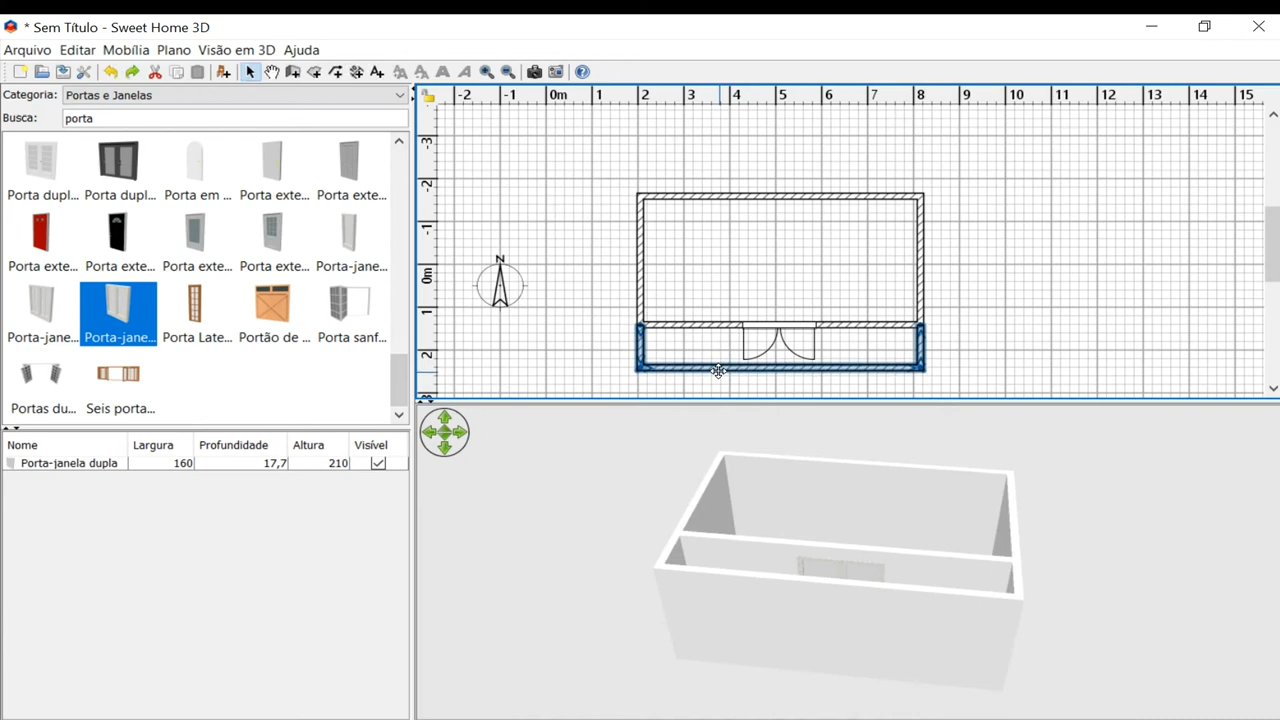 * Sem Título - Sweet Home 3D
Arquivo Editar Mobília Plano Visão em 3D Ajuda
Categoria: Portas e Janelas
Busca: porta
Porta dupl... Porta dupl... Porta em ... Porta exte... Porta exte...
Porta exte... Porta exte... Porta exte... Porta exte... Porta-jane...
Porta-jane... Porta-jane... Porta Late... Portão de ... Porta sanf...
Portas du... Seis porta...
Nome Largura Profundidade Altura Visível
Porta-janela dupla 160 17,7 210
-2 -1 0m 1 2 3 4 5 6 7 8 9 10 11 12 13 14 15
-3
-2
-1
0m
1
2
N